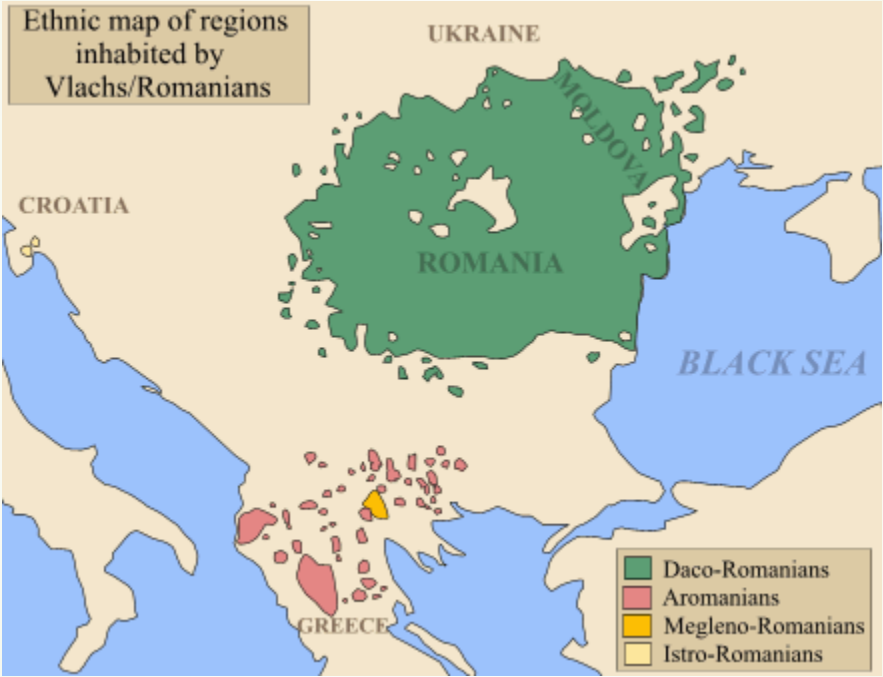 Ethnic map of regions
inhabited by
Vlachs/Romanians
UKRAINE
MOLDOVA
CROATIA
ROMANIA
BLACK SEA
GREECE
Daco-Romanians
Aromanians
Megleno-Romanians
Istro-Romanians